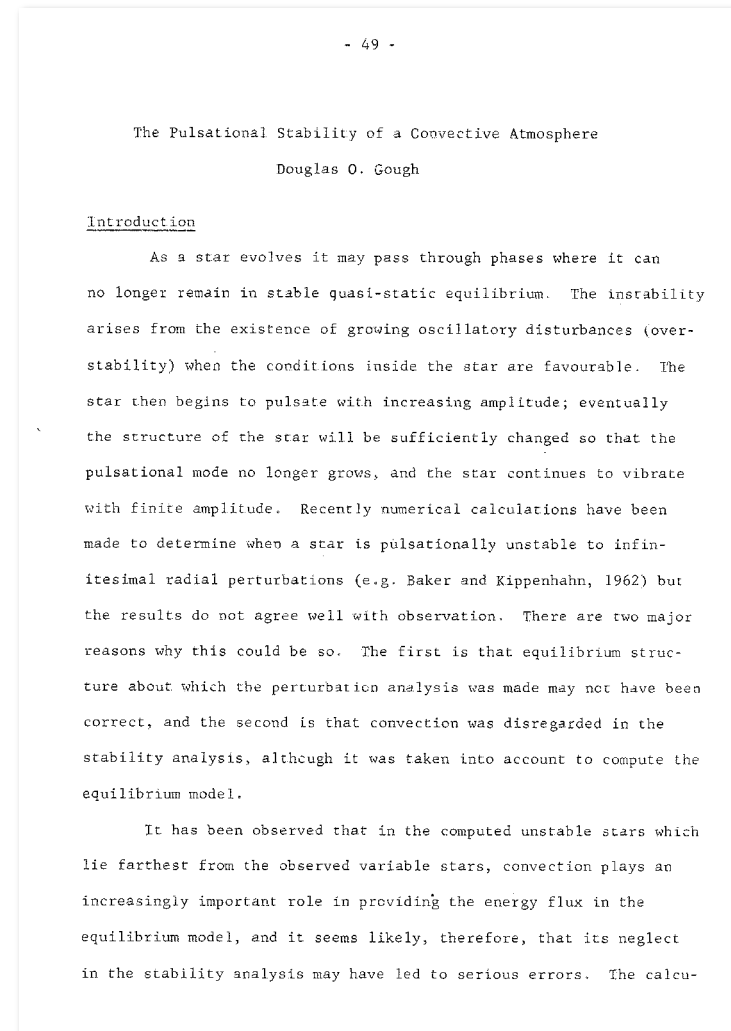 - 49 -
The Pulsational Stability of a Convective Atmosphere
Douglas O. Gough
Introduction
As a star evolves it may pass through phases where it can
no longer remain in stable quasi-static equilibrium. The instability
arises from the existence of growing oscillatory disturbances (over-
stability) when the conditions inside the star are favourable. The
star then begins to pulsate with increasing amplitude; eventually
the structure of the star will be sufficiently changed so that the
pulsational mode no longer grows, and the star continues to vibrate
with finite amplitude. Recently numerical calculations have been
made to determine when a star is pulsationally unstable to infin-
itesimal radial perturbations (e.g. Baker and Kippenhahn, 1962) but
the results do not agree well with observation. There are two major
reasons why this could be so. The first is that equilibrium struc-
ture about which the perturbation analysis was made may not have been
correct, and the second is that convection was disregarded in the
stability analysis, although it was taken into account to compute the
equilibrium model.
It has been observed that in the computed unstable stars which
lie farthest from the observed variable stars, convection plays an
increasingly important role in providing the energy flux in the
equilibrium model, and it seems likely, therefore, that its neglect
in the stability analysis may have led to serious errors. The calcu-